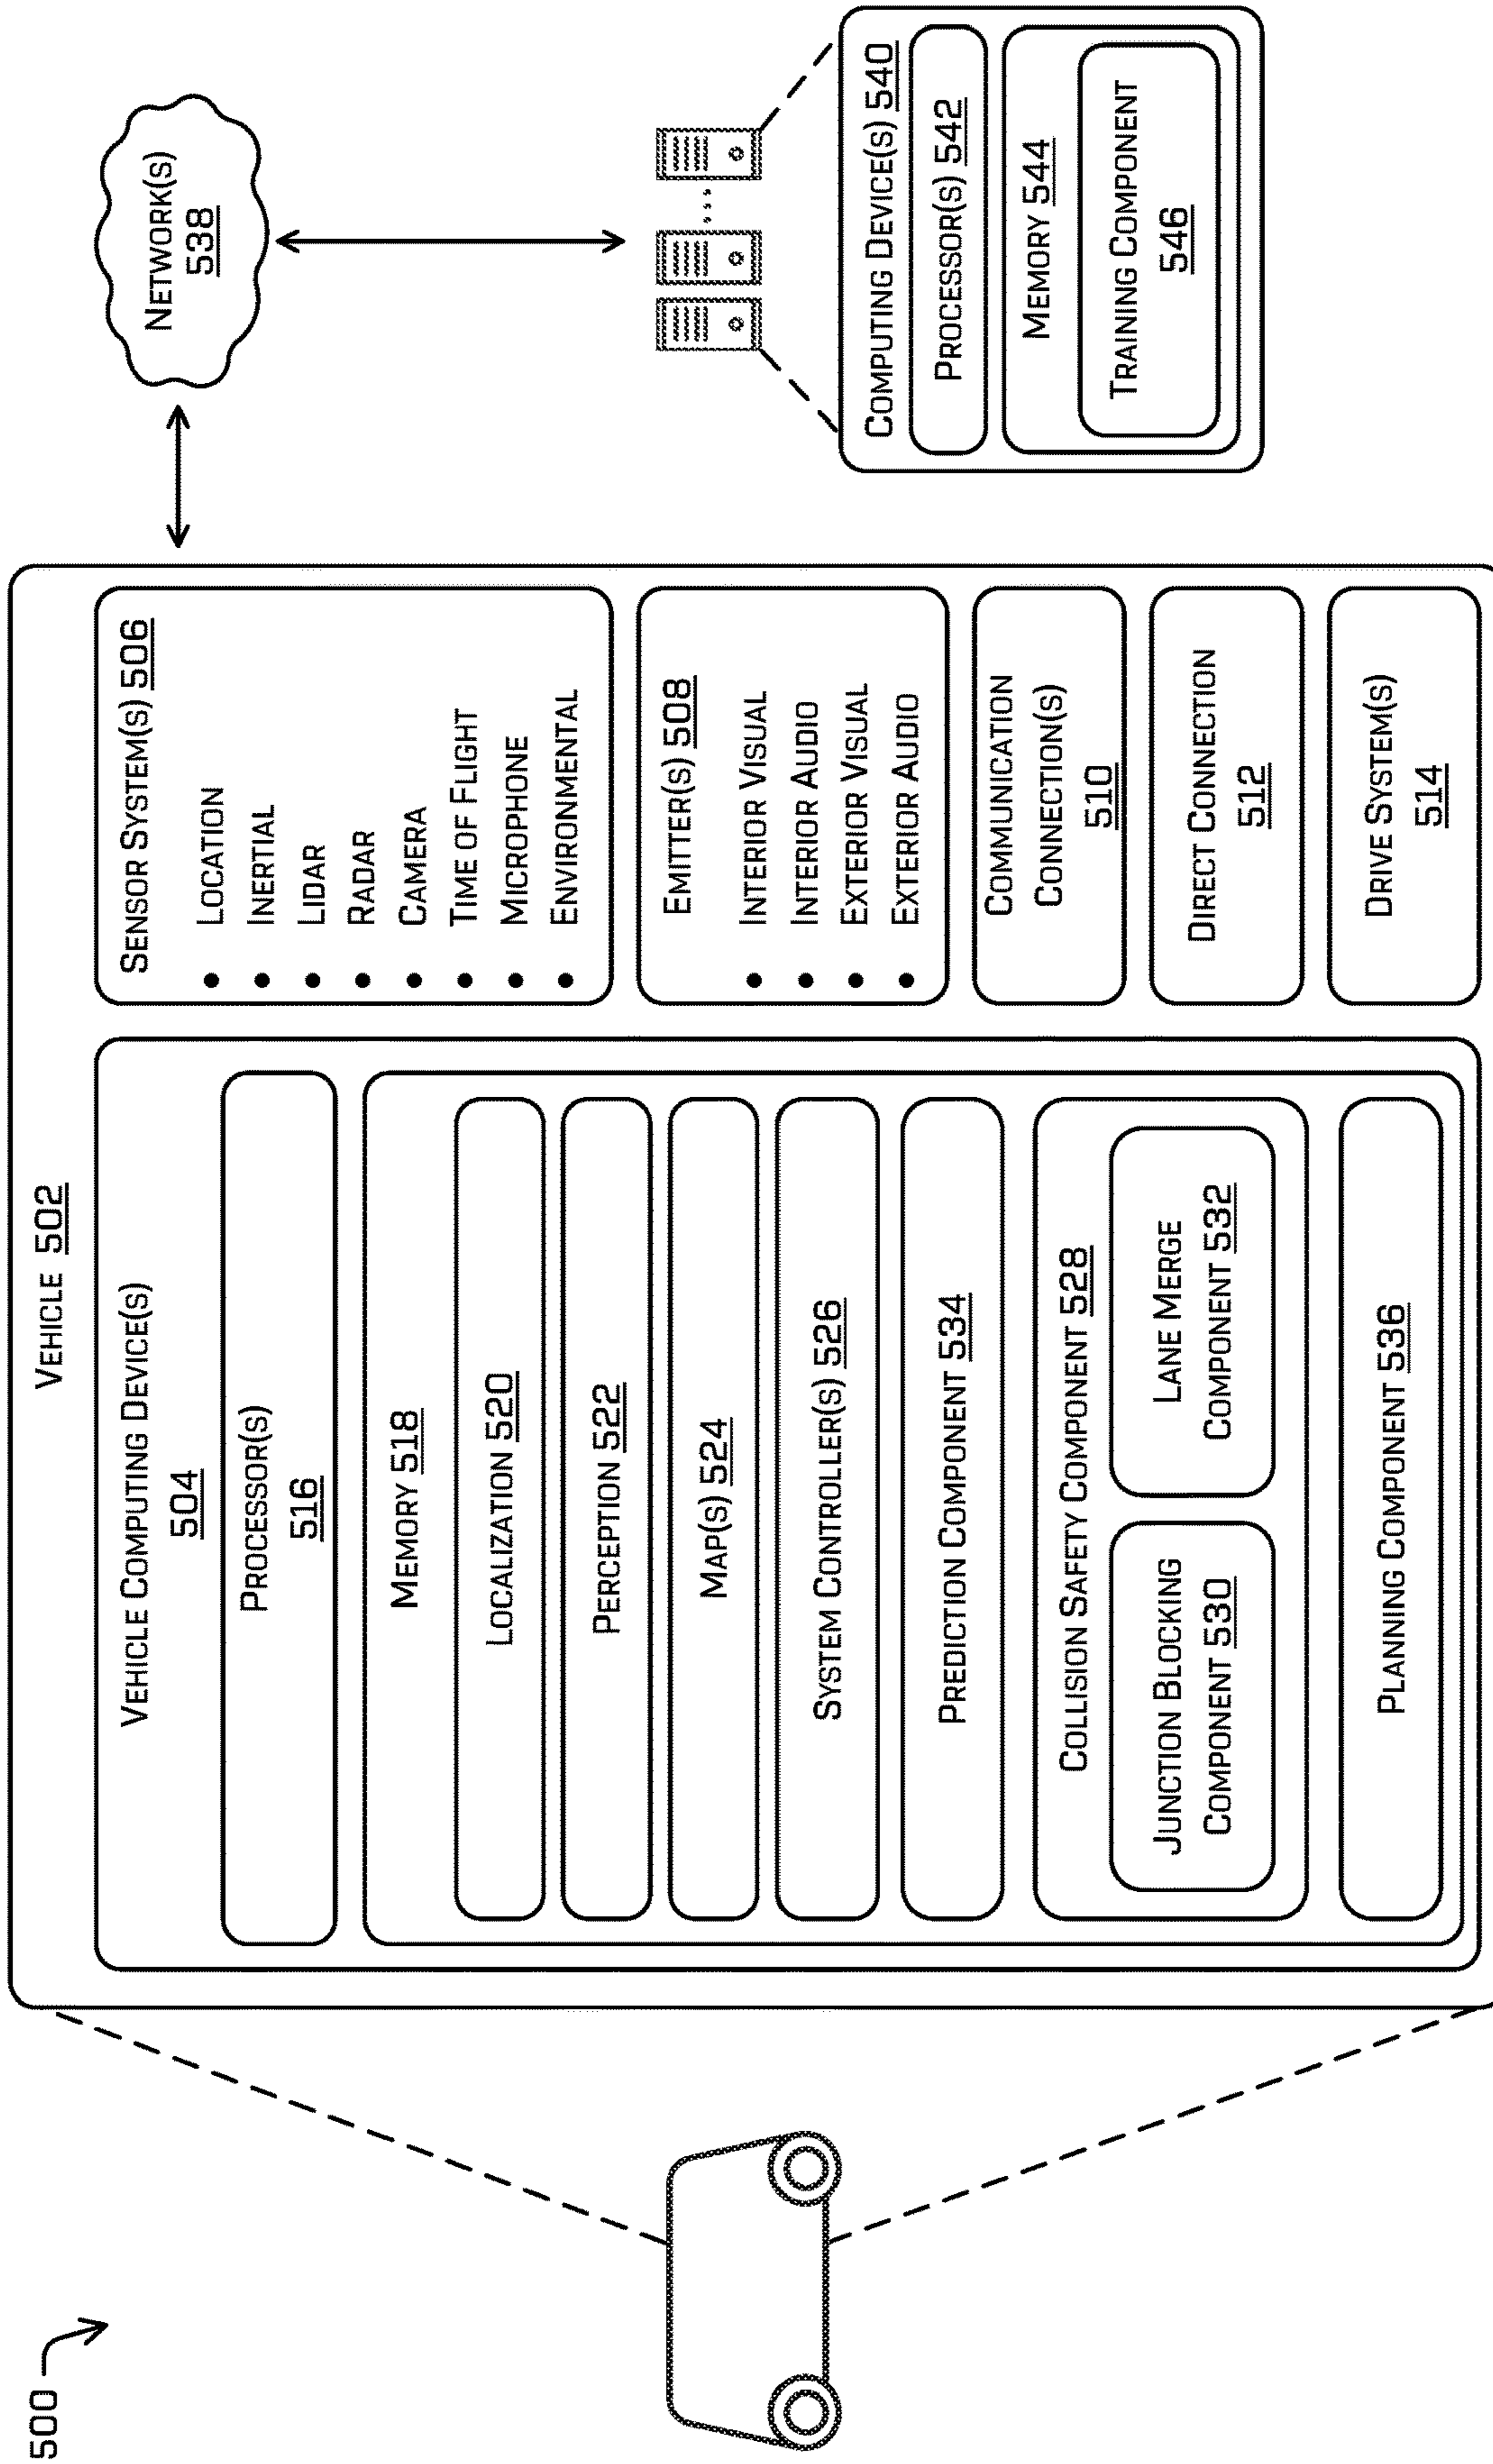 500
VEHICLE 502
VEHICLE COMPUTING DEVICE(S)
504
PROCESSOR(S)
516
MEMORY 518
LOCALIZATION 520
PERCEPTION 522
MAP(S) 524
SYSTEM CONTROLLER(S) 526
PREDICTION COMPONENT 534
COLLISION SAFETY COMPONENT 528
JUNCTION BLOCKING
COMPONENT 530
LANE MERGE
COMPONENT 532
PLANNING COMPONENT 536
SENSOR SYSTEM(S) 506
• LOCATION
• INERTIAL
• LIDAR
• RADAR
• CAMERA
• TIME OF FLIGHT
• MICROPHONE
• ENVIRONMENTAL
EMITTER(S) 508
• INTERIOR VISUAL
• INTERIOR AUDIO
• EXTERIOR VISUAL
• EXTERIOR AUDIO
COMMUNICATION
CONNECTION(S)
510
DIRECT CONNECTION
512
DRIVE SYSTEM(S)
514
NETWORK(S)
538
COMPUTING DEVICE(S) 540
PROCESSOR(S) 542
MEMORY 544
TRAINING COMPONENT
546